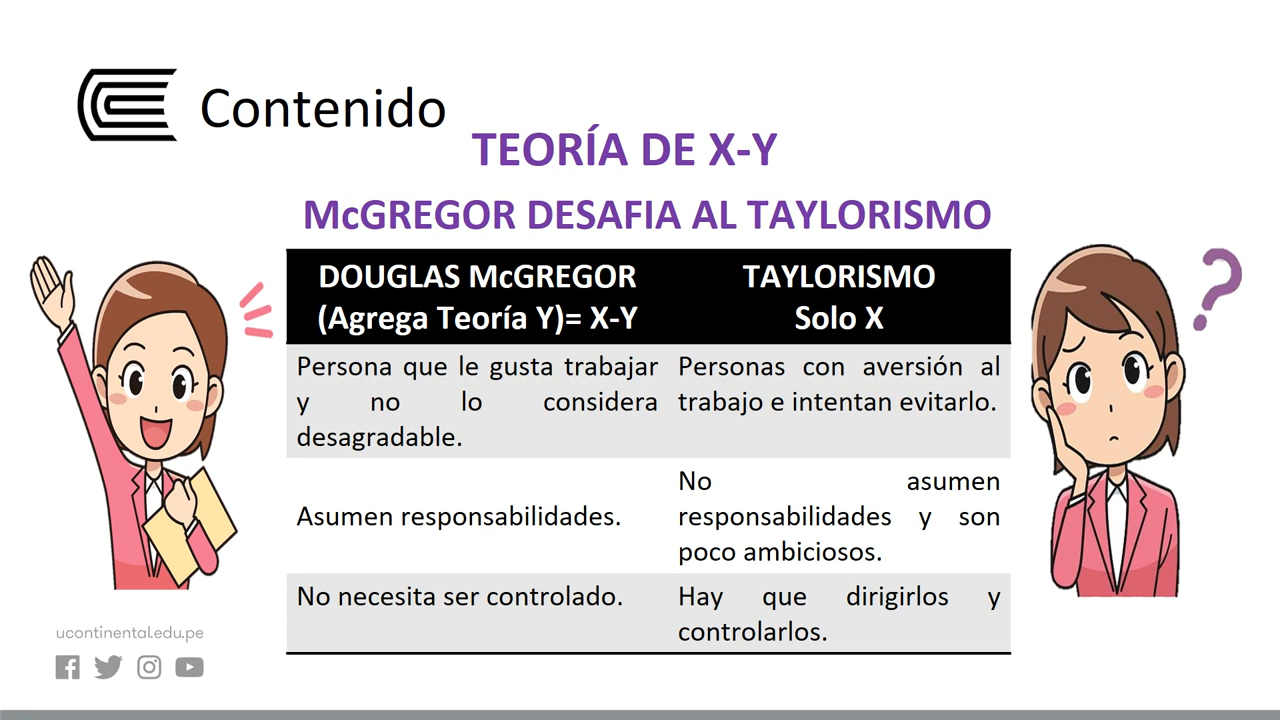 Contenido
TEORÍA DE X-Y
McGREGOR DESAFIA AL TAYLORISMO
DOUGLAS McGREGOR
(Agrega Teoría Y)= X-Y
TAYLORISMO
Solo X
Persona que le gusta trabajar
y no lo considera
desagradable.
Personas con aversión al
trabajo e intentan evitarlo.
Asumen responsabilidades.
No asumen
responsabilidades y son
poco ambiciosos.
No necesita ser controlado.
Hay que dirigirlos y
controlarlos.
?
ucontinental.edu.pe